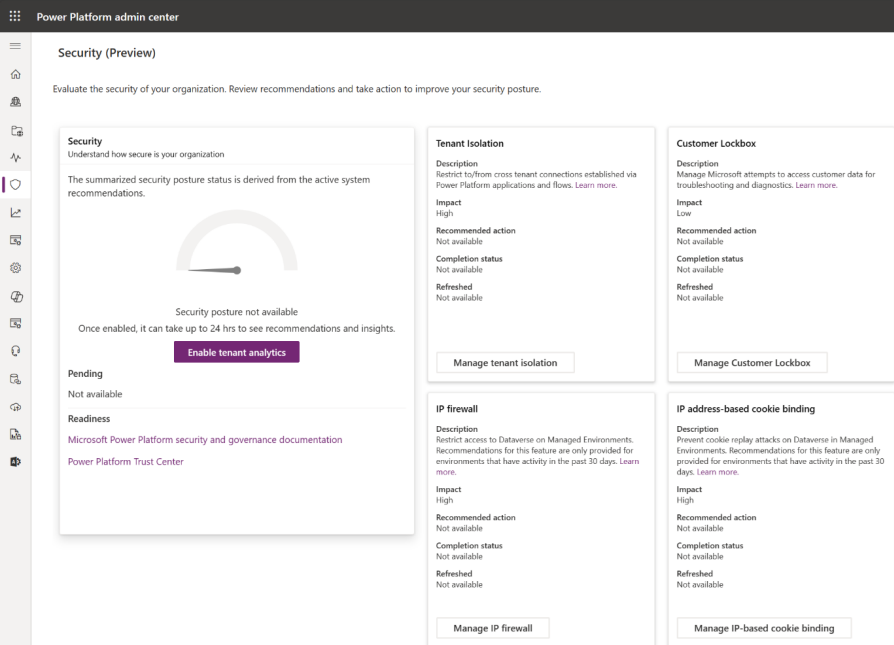 Power Platform admin center
Security (Preview)
Evaluate the security of your organization. Review recommendations and take action to improve your security posture.
Security
Understand how secure is your organization
The summarized security posture status is derived from the active system
recommendations.
Security posture not available
Once enabled, it can take up to 24 hrs to see recommendations and insights.
Enable tenant analytics
Pending
Not available
Readiness
Microsoft Power Platform security and governance documentation
Power Platform Trust Center
Tenant Isolation
Description
Restrict to/from cross tenant connections established via
Power Platform applications and flows. Learn more.
Impact
High
Recommended action
Not available
Completion status
Not available
Refreshed
Not available
Manage tenant isolation
Customer Lockbox
Description
Manage Microsoft attempts to access customer data for
troubleshooting and diagnostics. Learn more.
Impact
Low
Recommended action
Not available
Completion status
Not available
Refreshed
Not available
Manage Customer Lockbox
IP firewall
Description
Restrict access to Dataverse on Managed Environments.
Recommendations for this feature are only provided for
environments that have activity in the past 30 days. Learn
more.
Impact
High
Recommended action
Not available
Completion status
Not available
Refreshed
Not available
Manage IP firewall
IP address-based cookie binding
Description
Prevent cookie replay attacks on Dataverse in Managed
Environments. Recommendations for this feature are only
provided for environments that have activity in the past 30
days. Learn more.
Impact
High
Recommended action
Not available
Completion status
Not available
Refreshed
Not available
Manage IP-based cookie binding